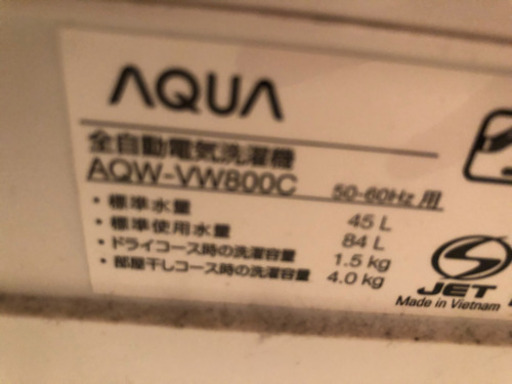 AQUA
全自動電気洗濯機
AQW-VW800C 50-60Hz 用
・標準水量 45 L
・標準使用水量 84 L
・ドライコース時の洗濯容量 1.5 kg
・部屋干しコース時の洗濯容量 4.0 kg
S
JET
Made in Vietnam